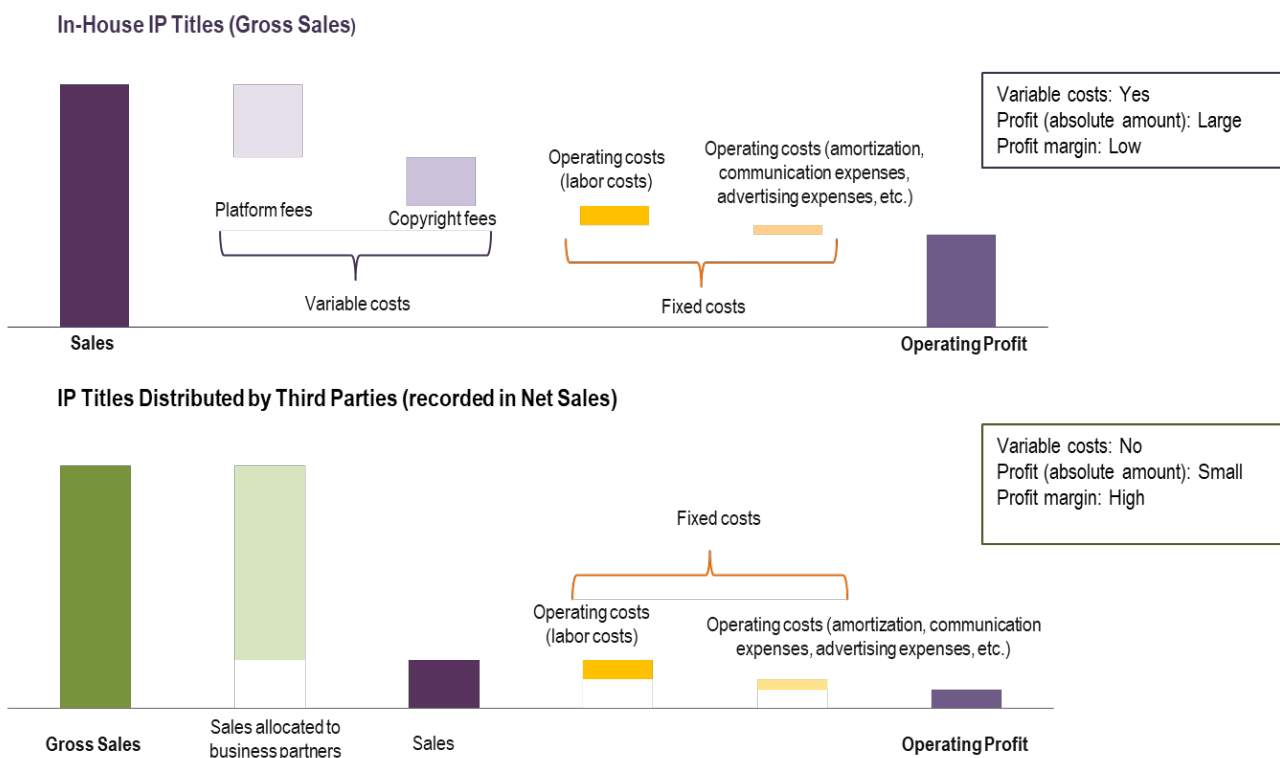 In-House IP Titles (Gross Sales)
Variable costs: Yes
Profit (absolute amount): Large
Profit margin: Low
Operating costs
(labor costs)
Operating costs (amortization,
communication expenses,
advertising expenses, etc.)
Platform fees
Copyright fees
Variable costs
Fixed costs
Sales
Operating Profit
IP Titles Distributed by Third Parties (recorded in Net Sales)
Variable costs: No
Profit (absolute amount): Small
Profit margin: High
Fixed costs
Operating costs
(labor costs)
Operating costs (amortization, communication
expenses, advertising expenses, etc.)
Gross Sales
Sales allocated to
business partners
Sales
Operating Profit